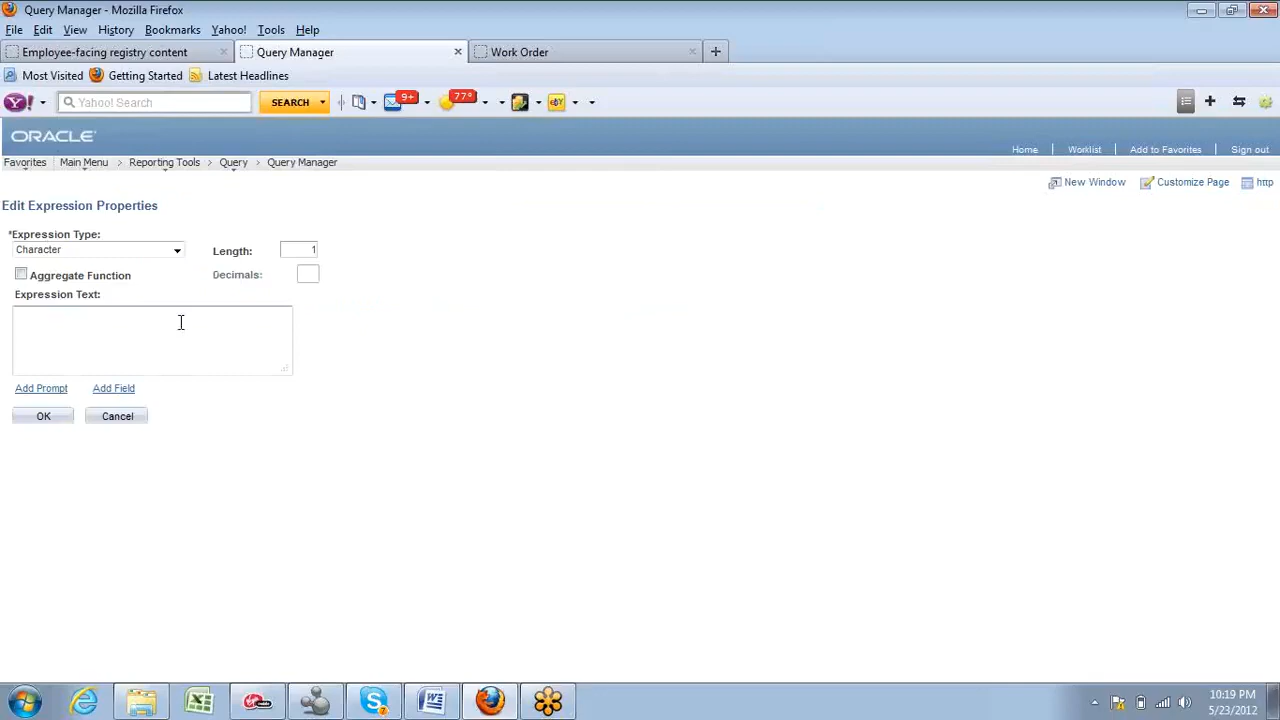 Query Manager - Mozilla Firefox
File Edit View History Bookmarks Yahoo! Tools Help
Employee-facing registry content Query Manager Work Order
Most Visited Getting Started Latest Headlines
Y! Yahoo! Search SEARCH 9+ 77° eBY
ORACLE
Home Worklist Add to Favorites Sign out
Favorites Main Menu > Reporting Tools > Query > Query Manager
New Window Customize Page http
Edit Expression Properties
*Expression Type:
Character Length: 1
Aggregate Function Decimals:
Expression Text:
Add Prompt Add Field
OK Cancel
10:19 PM
5/23/2012